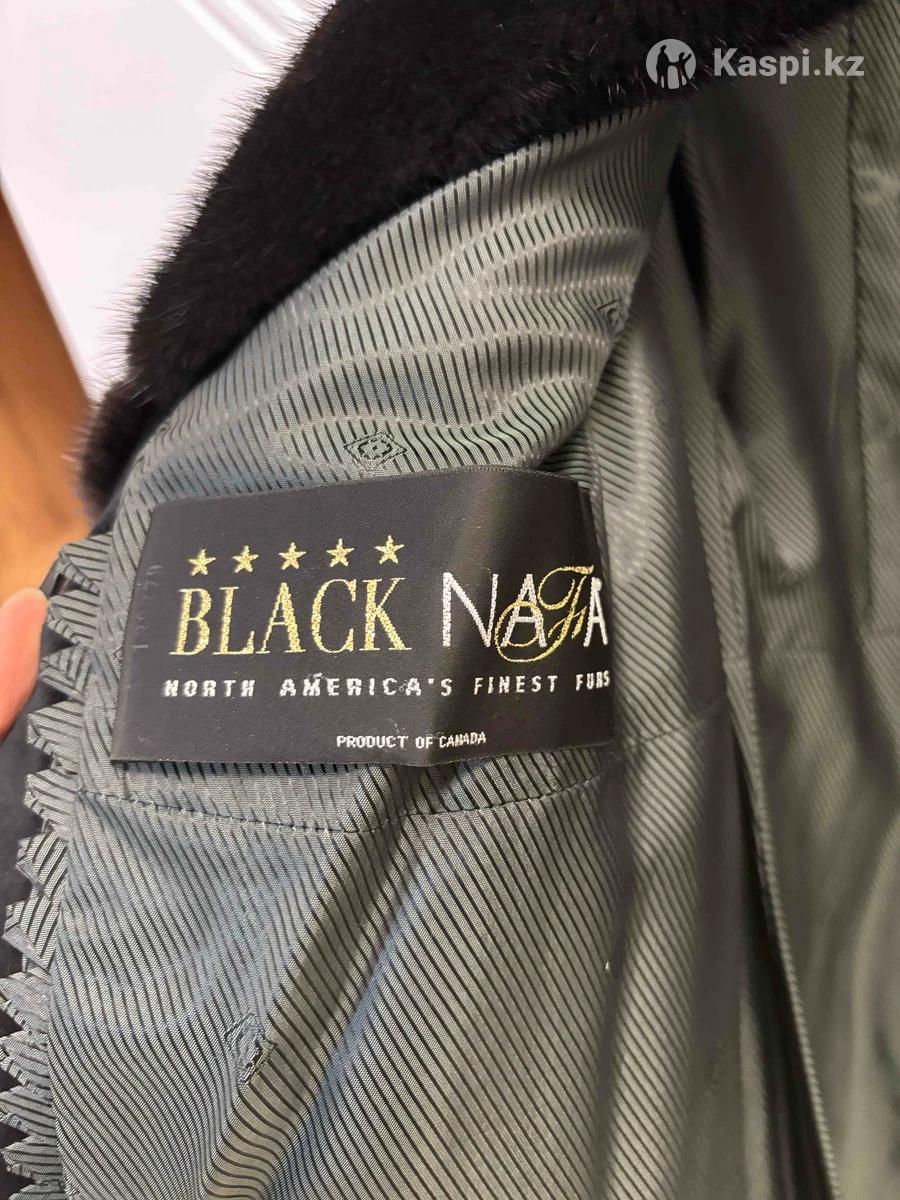 Kaspi.kz
BLACK NAFA
NORTH AMERICA'S FINEST FURS
PRODUCT OF CANADA